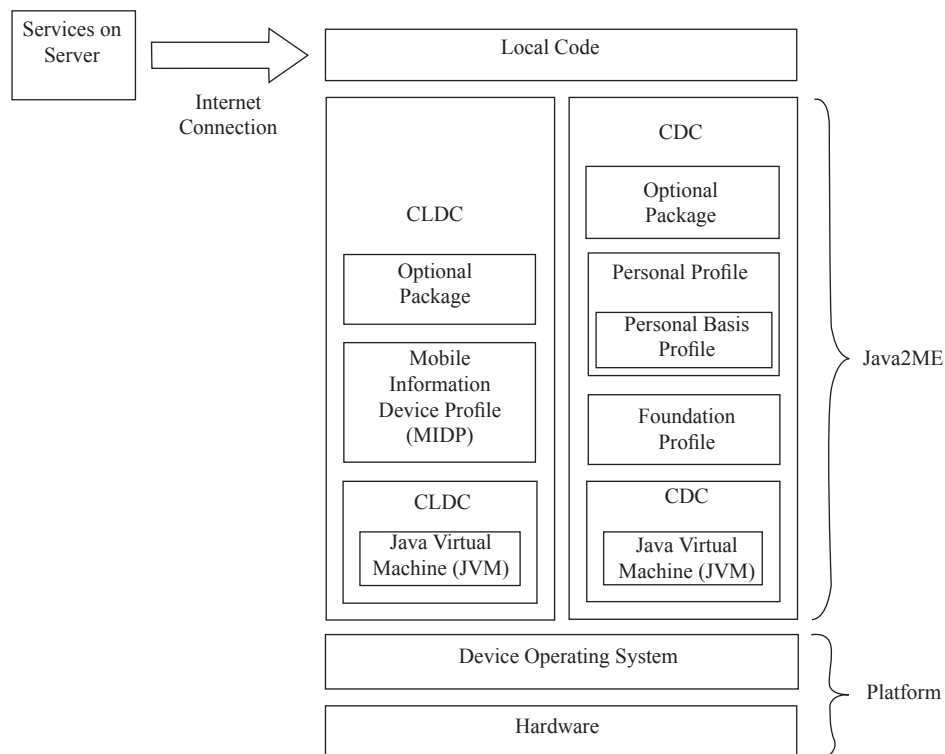 Services on
Server
Internet
Connection
Local Code
CLDC
Optional
Package
Mobile
Information
Device Profile
(MIDP)
CLDC
Java Virtual
Machine (JVM)
CDC
Optional
Package
Personal Profile
Personal Basis
Profile
Foundation
Profile
CDC
Java Virtual
Machine (JVM)
Java2ME
Device Operating System
Hardware
Platform